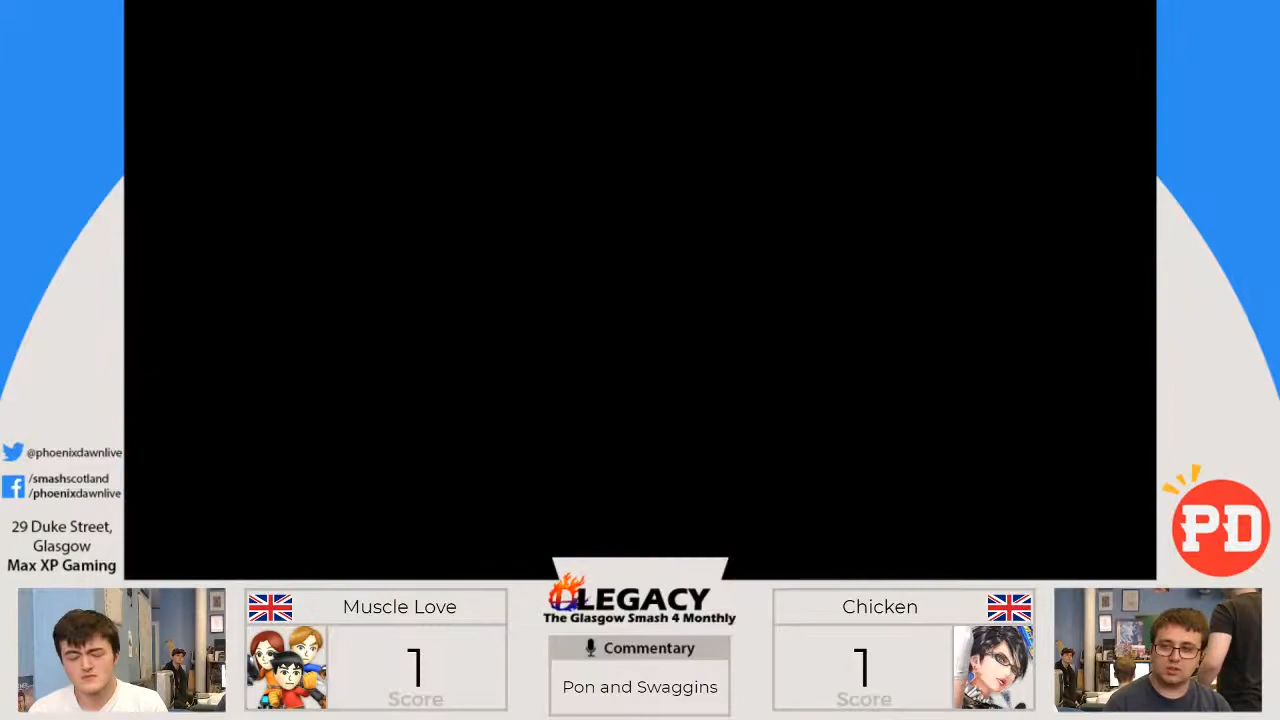 @phoenixdawnlive
/smashscotland
/phoenixdawnlive
29 Duke Street,
Glasgow
Max XP Gaming
PD
Muscle Love
1
Score
LEGACY
The Glasgow Smash 4 Monthly
Commentary
Pon and Swaggins
Chicken
1
Score